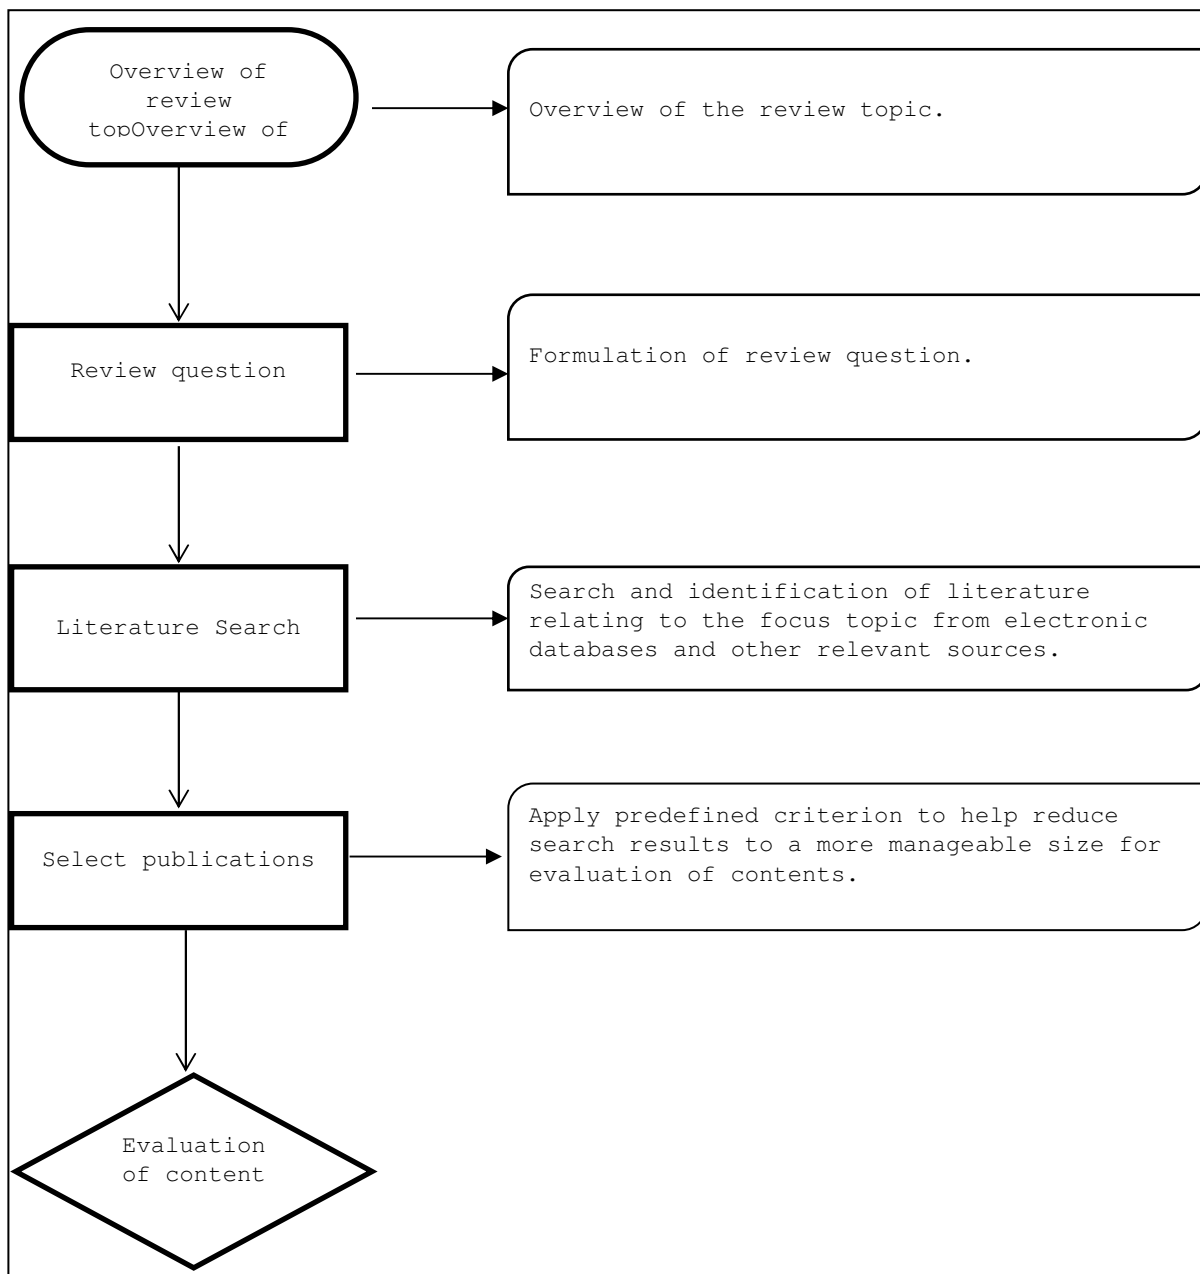 Overview of
review
topOverview of
Overview of the review topic.
Review question
Formulation of review question.
Literature Search
Search and identification of literature
relating to the focus topic from electronic
databases and other relevant sources.
Select publications
Apply predefined criterion to help reduce
search results to a more manageable size for
evaluation of contents.
Evaluation
of content